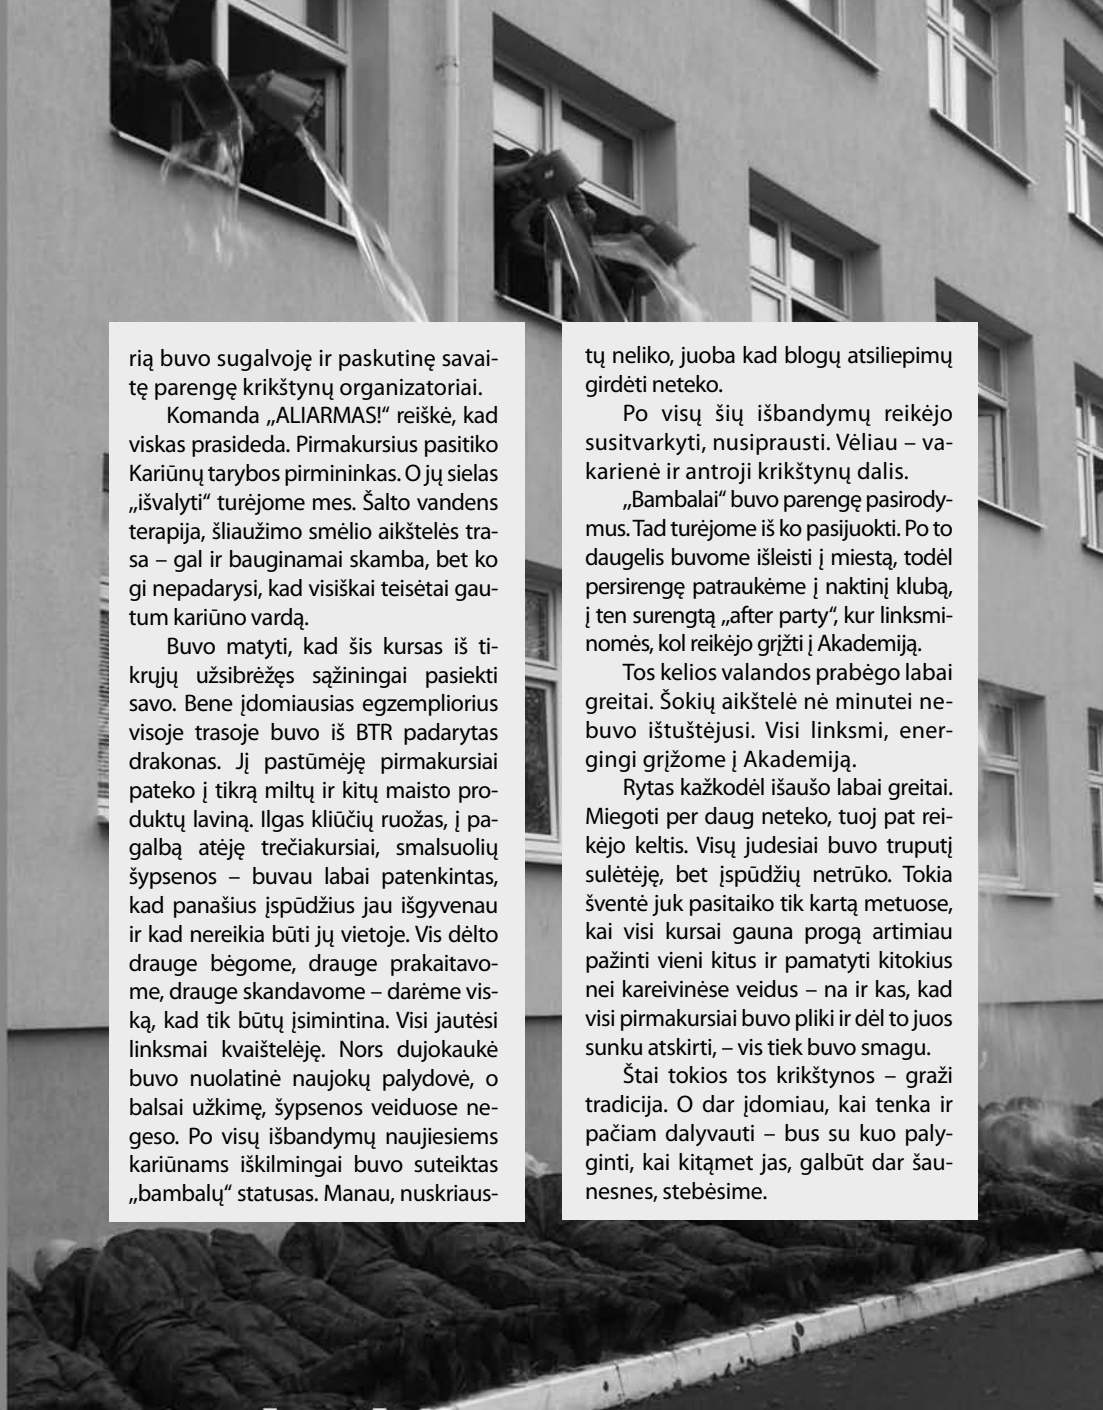 rią buvo sugalvoję ir paskutinę savai-
tę parengę krikštynų organizatoriai.
Komanda „ALIARMAS!“ reiškė, kad
viskas prasideda. Pirmakursius pasitiko
Kariūnų tarybos pirmininkas. O jų sielas
„išvalyti“ turėjome mes. Šalto vandens
terapija, šliaužimo smėlio aikštelės tra-
sa – gal ir bauginamai skamba, bet ko
gi nepadarysi, kad visiškai teisėtai gau-
tum kariūno vardą.
Buvo matyti, kad šis kursas iš ti-
krųjų užsibrėžęs sąžiningai pasiekti
savo. Bene įdomiausias egzempliorius
visoje trasoje buvo iš BTR padarytas
drakonas. Jį pastūmėję pirmakursiai
pateko į tikrą miltų ir kitų maisto pro-
duktų laviną. Ilgas kliūčių ruožas, į pa-
galbą atėję trečiakursiai, smalsuolių
šypsenos – buvau labai patenkintas,
kad panašius įspūdžius jau išgyvenau
ir kad nereikia būti jų vietoje. Vis dėlto
drauge bėgome, drauge prakaitavo-
me, drauge skandavome – darėme vis-
ką, kad tik būtų įsimintina. Visi jautėsi
linksmai kvaištelėję. Nors dujokaukė
buvo nuolatinė naujokų palydovė, o
balsai užkimę, šypsenos veiduose ne-
geso. Po visų išbandymų naujiesiems
kariūnams iškilmingai buvo suteiktas
„bambalų“ statusas. Manau, nuskriaus-
tų neliko, juoba kad blogų atsiliepimų
girdėti neteko.
Po visų šių išbandymų reikėjo
susitvarkyti, nusiprausti. Vėliau – va-
karienė ir antroji krikštynų dalis.
„Bambalai“ buvo parengę pasirody-
mus. Tad turėjome iš ko pasijuokti. Po to
daugelis buvome išleisti į miestą, todėl
persirengę patraukėme į naktinį klubą,
į ten surengtą „after party“, kur linksmi-
nomės, kol reikėjo grįžti į Akademiją.
Tos kelios valandos prabėgo labai
greitai. Šokių aikštelė nė minutei ne-
buvo ištuštėjusi. Visi linksmi, ener-
gingi grįžome į Akademiją.
Rytas kažkodėl išaušo labai greitai.
Miegoti per daug neteko, tuoj pat rei-
kėjo keltis. Visų judesiai buvo truputį
sulėtėję, bet įspūdžių netrūko. Tokia
šventė juk pasitaiko tik kartą metuose,
kai visi kursai gauna progą artimiau
pažinti vieni kitus ir pamatyti kitokius
nei kareivinėse veidus – na ir kas, kad
visi pirmakursiai buvo pliki ir dėl to juos
sunku atskirti, – vis tiek buvo smagu.
Štai tokios tos krikštynos – graži
tradicija. O dar įdomiau, kai tenka ir
pačiam dalyvauti – bus su kuo paly-
ginti, kai kitąmet jas, galbūt dar šau-
nesnes, stebėsime.